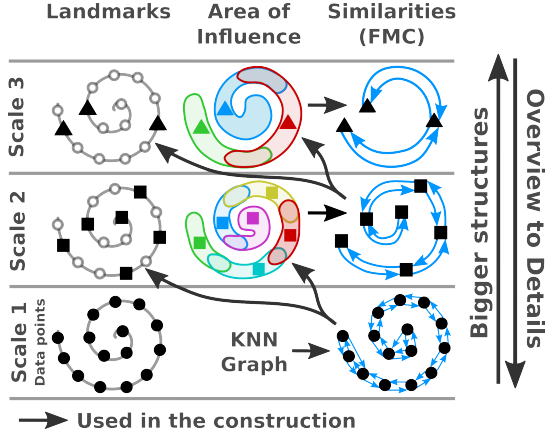 Landmarks
Area of
Influence
Similarities
(FMC)
Scale 3
Scale 2
Scale 1
Data points
KNN
Graph
Bigger structures
Overview to Details
Used in the construction